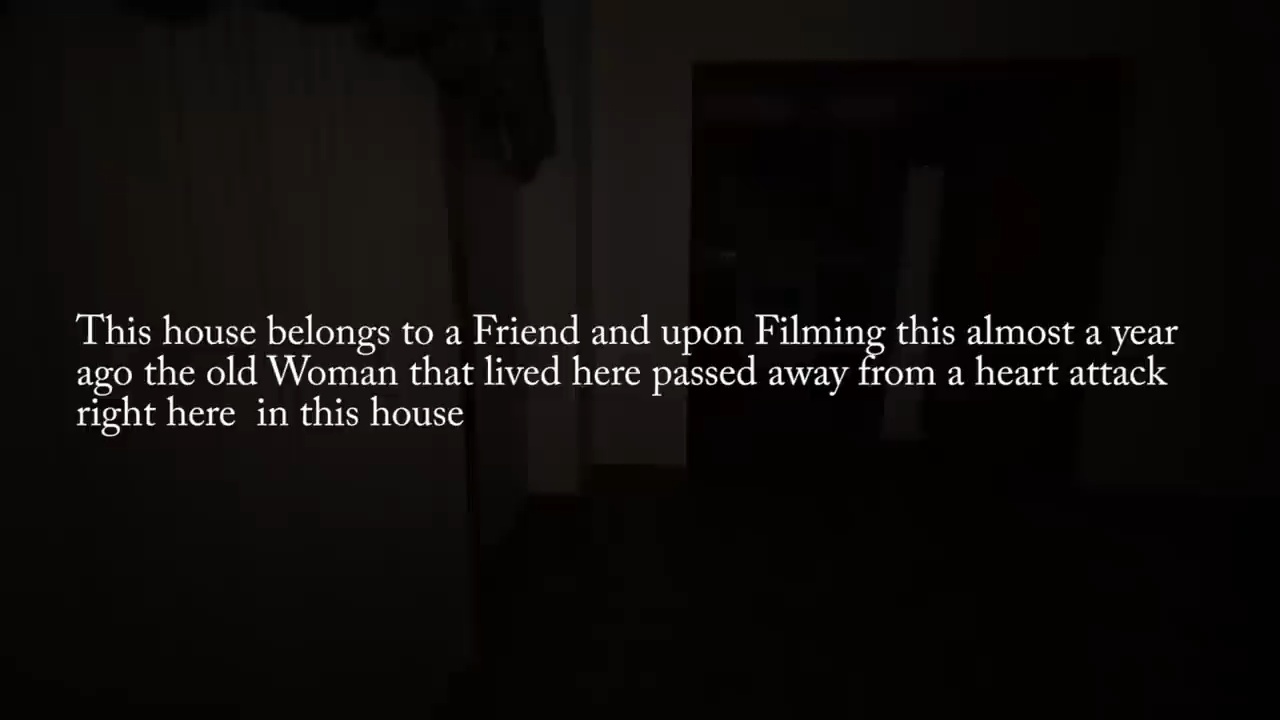 This house belongs to a Friend and upon Filming this almost a year
ago the old Woman that lived here passed away from a heart attack
right here  in this house